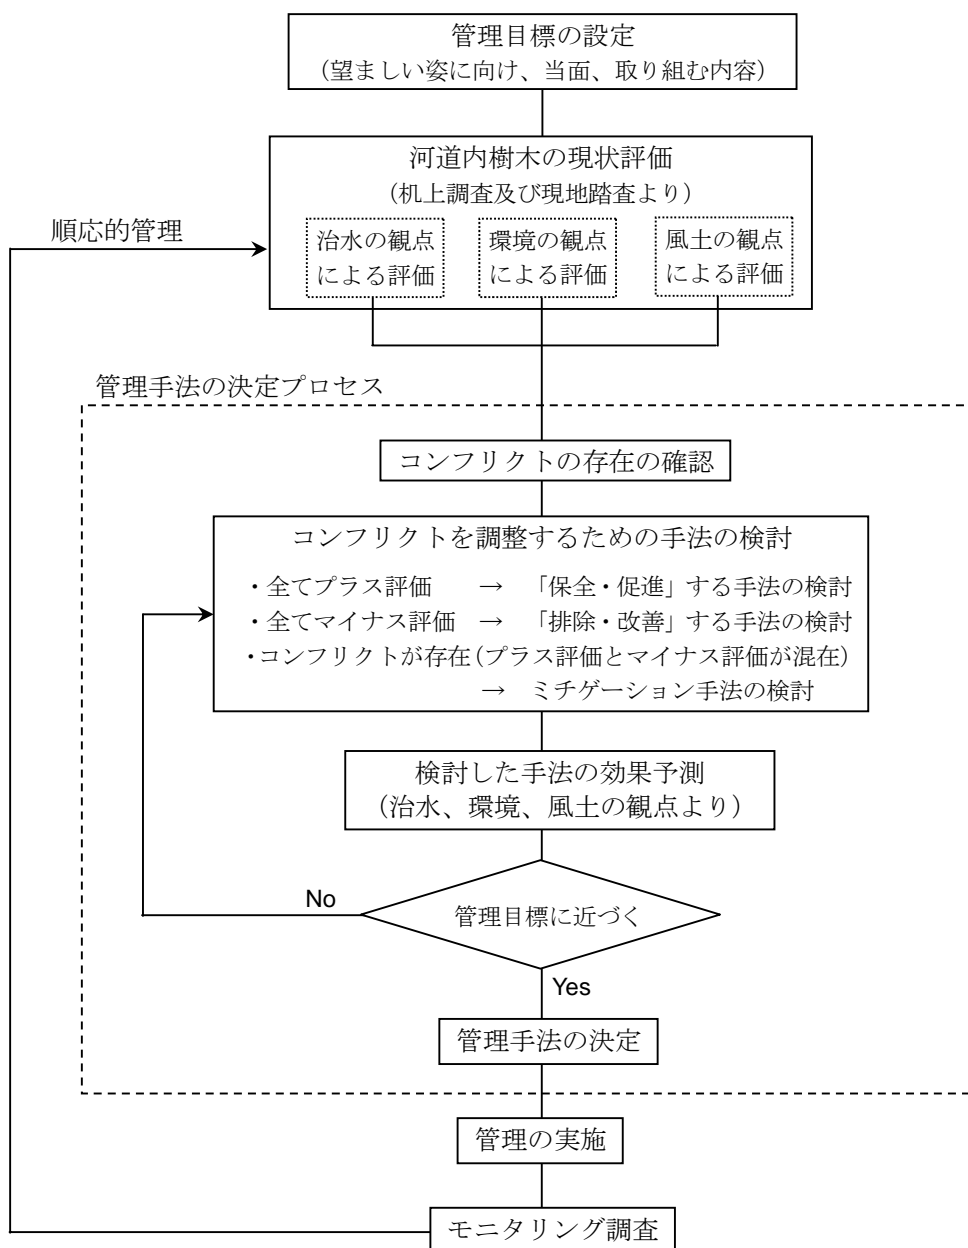 管理目標の設定
（望ましい姿に向け、当面、取り組む内容）
河道内樹木の現状評価
（机上調査及び現地踏査より）
順応的管理
治水の観点
による評価
環境の観点
による評価
風土の観点
による評価
管理手法の決定プロセス
コンフリクトの存在の確認
コンフリクトを調整するための手法の検討
・全てプラス評価 → 「保全・促進」する手法の検討
・全てマイナス評価 → 「排除・改善」する手法の検討
・コンフリクトが存在（プラス評価とマイナス評価が混在）
→ ミチゲーション手法の検討
検討した手法の効果予測
（治水、環境、風土の観点より）
No
管理目標に近づく
Yes
管理手法の決定
管理の実施
モニタリング調査